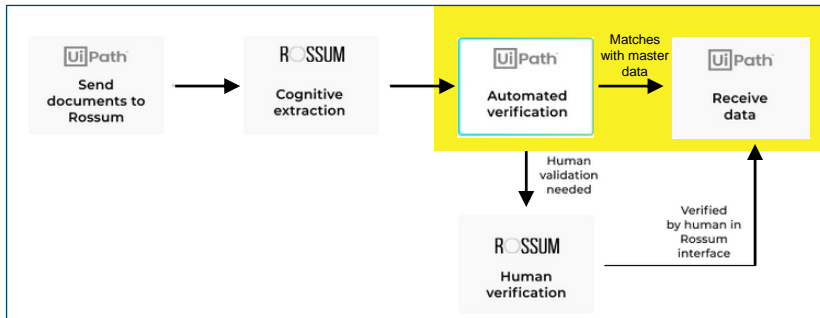 UiPath
Send
documents to
Rossum
ROSSUM
Cognitive
extraction
UiPath
Automated
verification
Matches
with master
data
UiPath
Receive
data
Human
validation
needed
ROSSUM
Human
verification
Verified
by human in
Rossum
interface